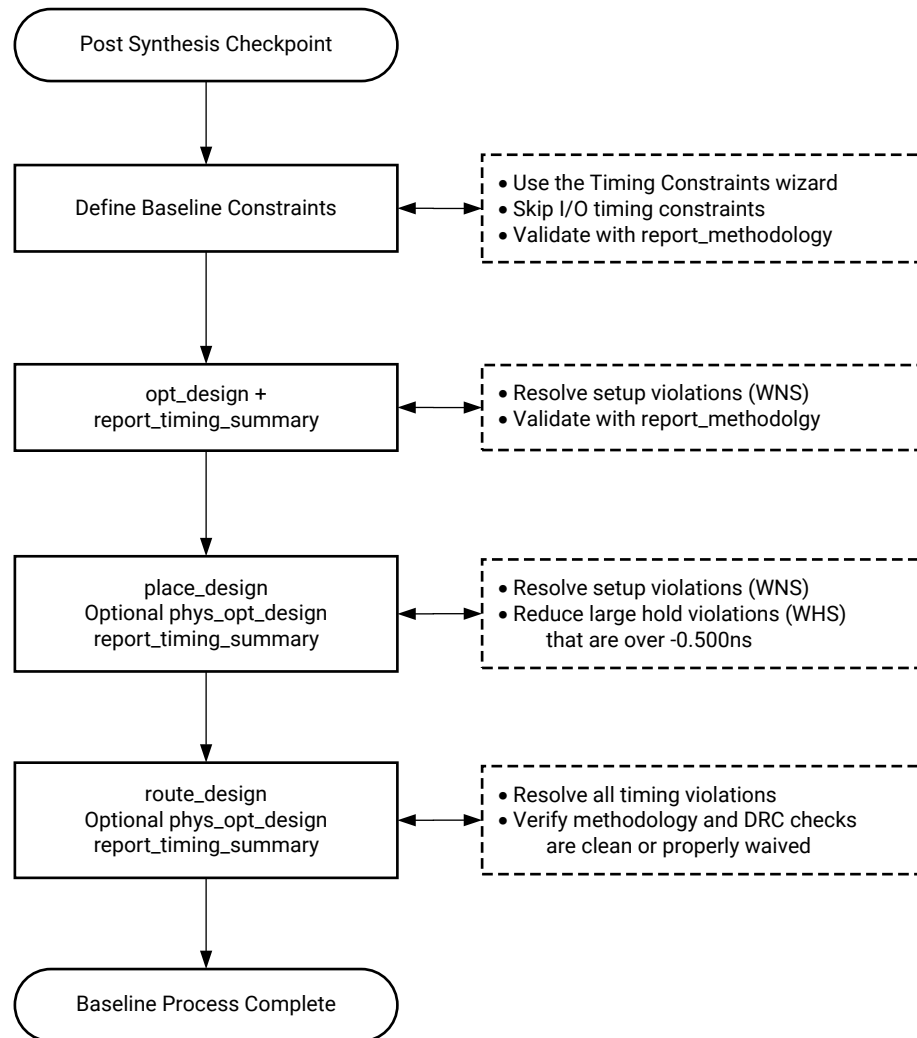 Post Synthesis Checkpoint
Define Baseline Constraints
• Use the Timing Constraints wizard
• Skip I/O timing constraints
• Validate with report_methodology
opt_design +
report_timing_summary
• Resolve setup violations (WNS)
• Validate with report_methodolgy
place_design
Optional phys_opt_design
report_timing_summary
• Resolve setup violations (WNS)
• Reduce large hold violations (WHS)
that are over -0.500ns
route_design
Optional phys_opt_design
report_timing_summary
• Resolve all timing violations
• Verify methodology and DRC checks
are clean or properly waived
Baseline Process Complete